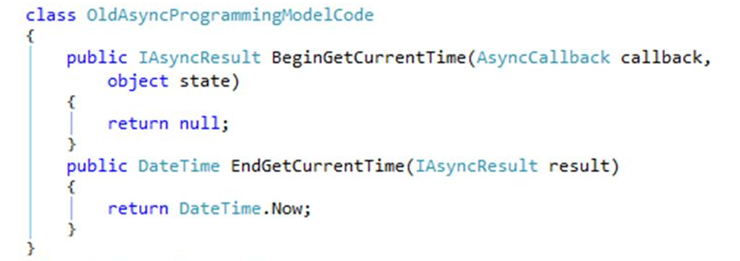 class OldAsyncProgrammingModelCode
{
    public IAsyncResult BeginGetCurrentTime(AsyncCallback callback,
        object state)
    {
        return null;
    }
    public DateTime EndGetCurrentTime(IAsyncResult result)
    {
        return DateTime.Now;
    }
}